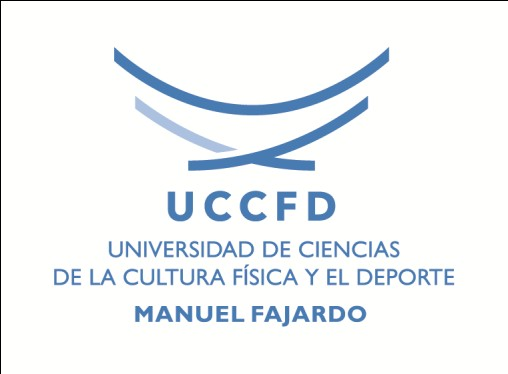 UCCFD
UNIVERSIDAD DE CIENCIAS
DE LA CULTURA FÍSICA Y EL DEPORTE
MANUEL FAJARDO